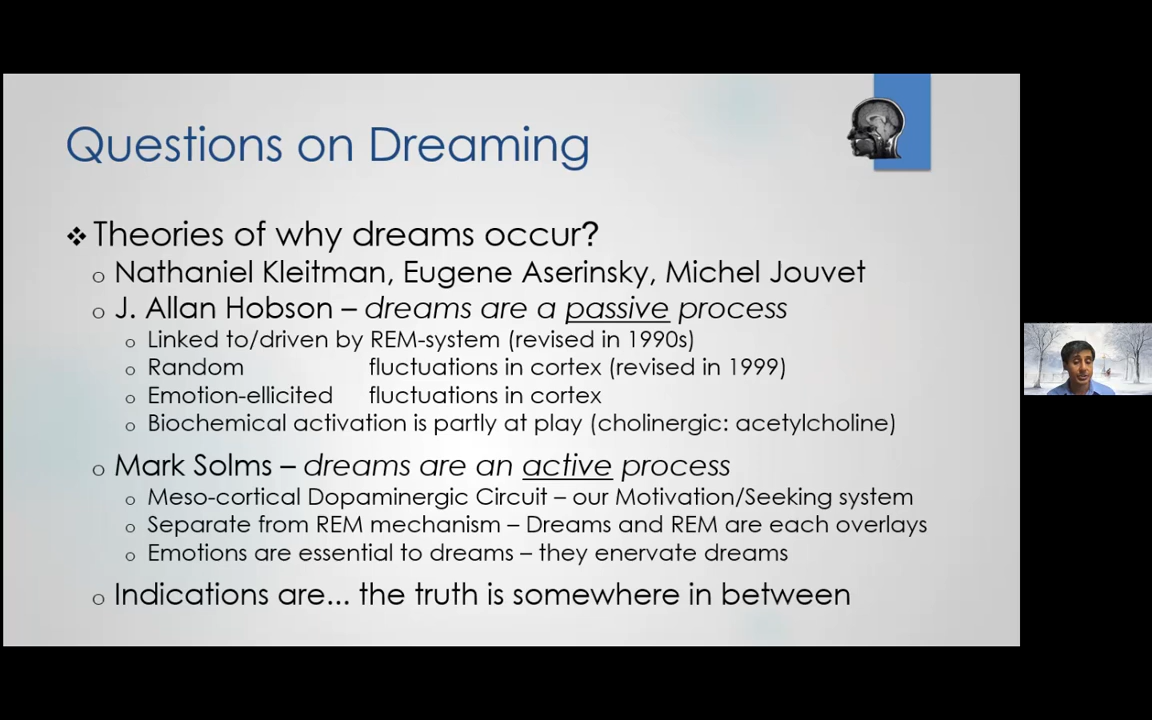 Questions on Dreaming
❖ Theories of why dreams occur?
o Nathaniel Kleitman, Eugene Aserinsky, Michel Jouvet
o J. Allan Hobson – dreams are a passive process
o Linked to/driven by REM-system (revised in 1990s)
o Random fluctuations in cortex (revised in 1999)
o Emotion-ellicited fluctuations in cortex
o Biochemical activation is partly at play (cholinergic: acetylcholine)
o Mark Solms – dreams are an active process
o Meso-cortical Dopaminergic Circuit – our Motivation/Seeking system
o Separate from REM mechanism – Dreams and REM are each overlays
o Emotions are essential to dreams – they enervate dreams
o Indications are... the truth is somewhere in between